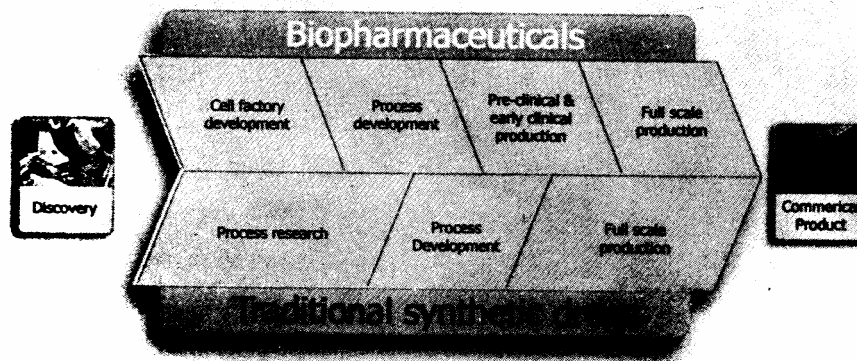 Biopharmaceuticals
Cell factory
development
Process
development
Pre-clinical &
early clinical
production
Full scale
production
Discovery
Commerical
Product
Process research
Process
Development
Full scale
production
Traditional synthetic drugs